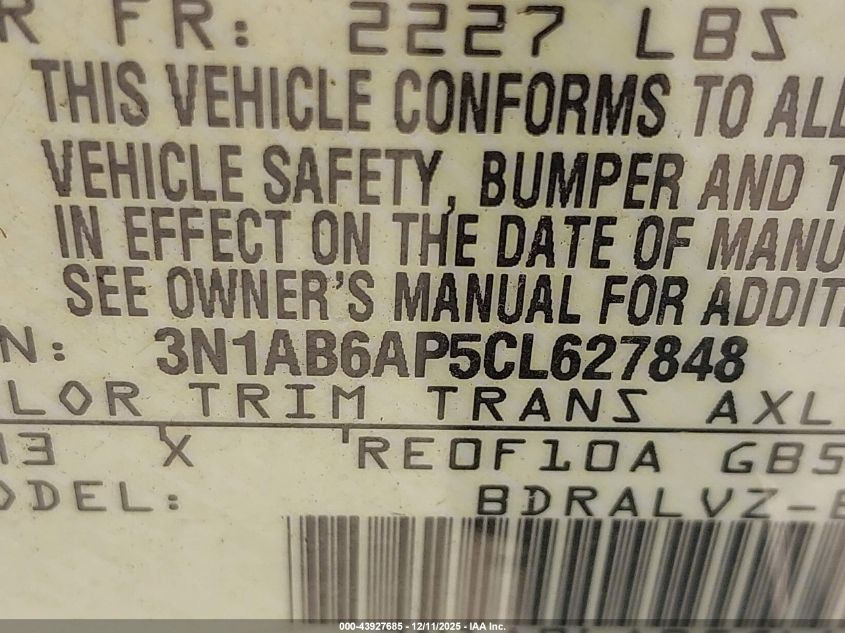 R FR: 2227 LBS
THIS VEHICLE CONFORMS TO ALL
VEHICLE SAFETY, BUMPER AND T
IN EFFECT ON THE DATE OF MANU
SEE OWNER'S MANUAL FOR ADDITI
N: 3N1AB6AP5CL627848
LOR TRIM TRANS AXL
13 X RE0F10A GB5
ODEL: BDRALVZ-E
000-43927685 - 12/11/2025 - IAA Inc.